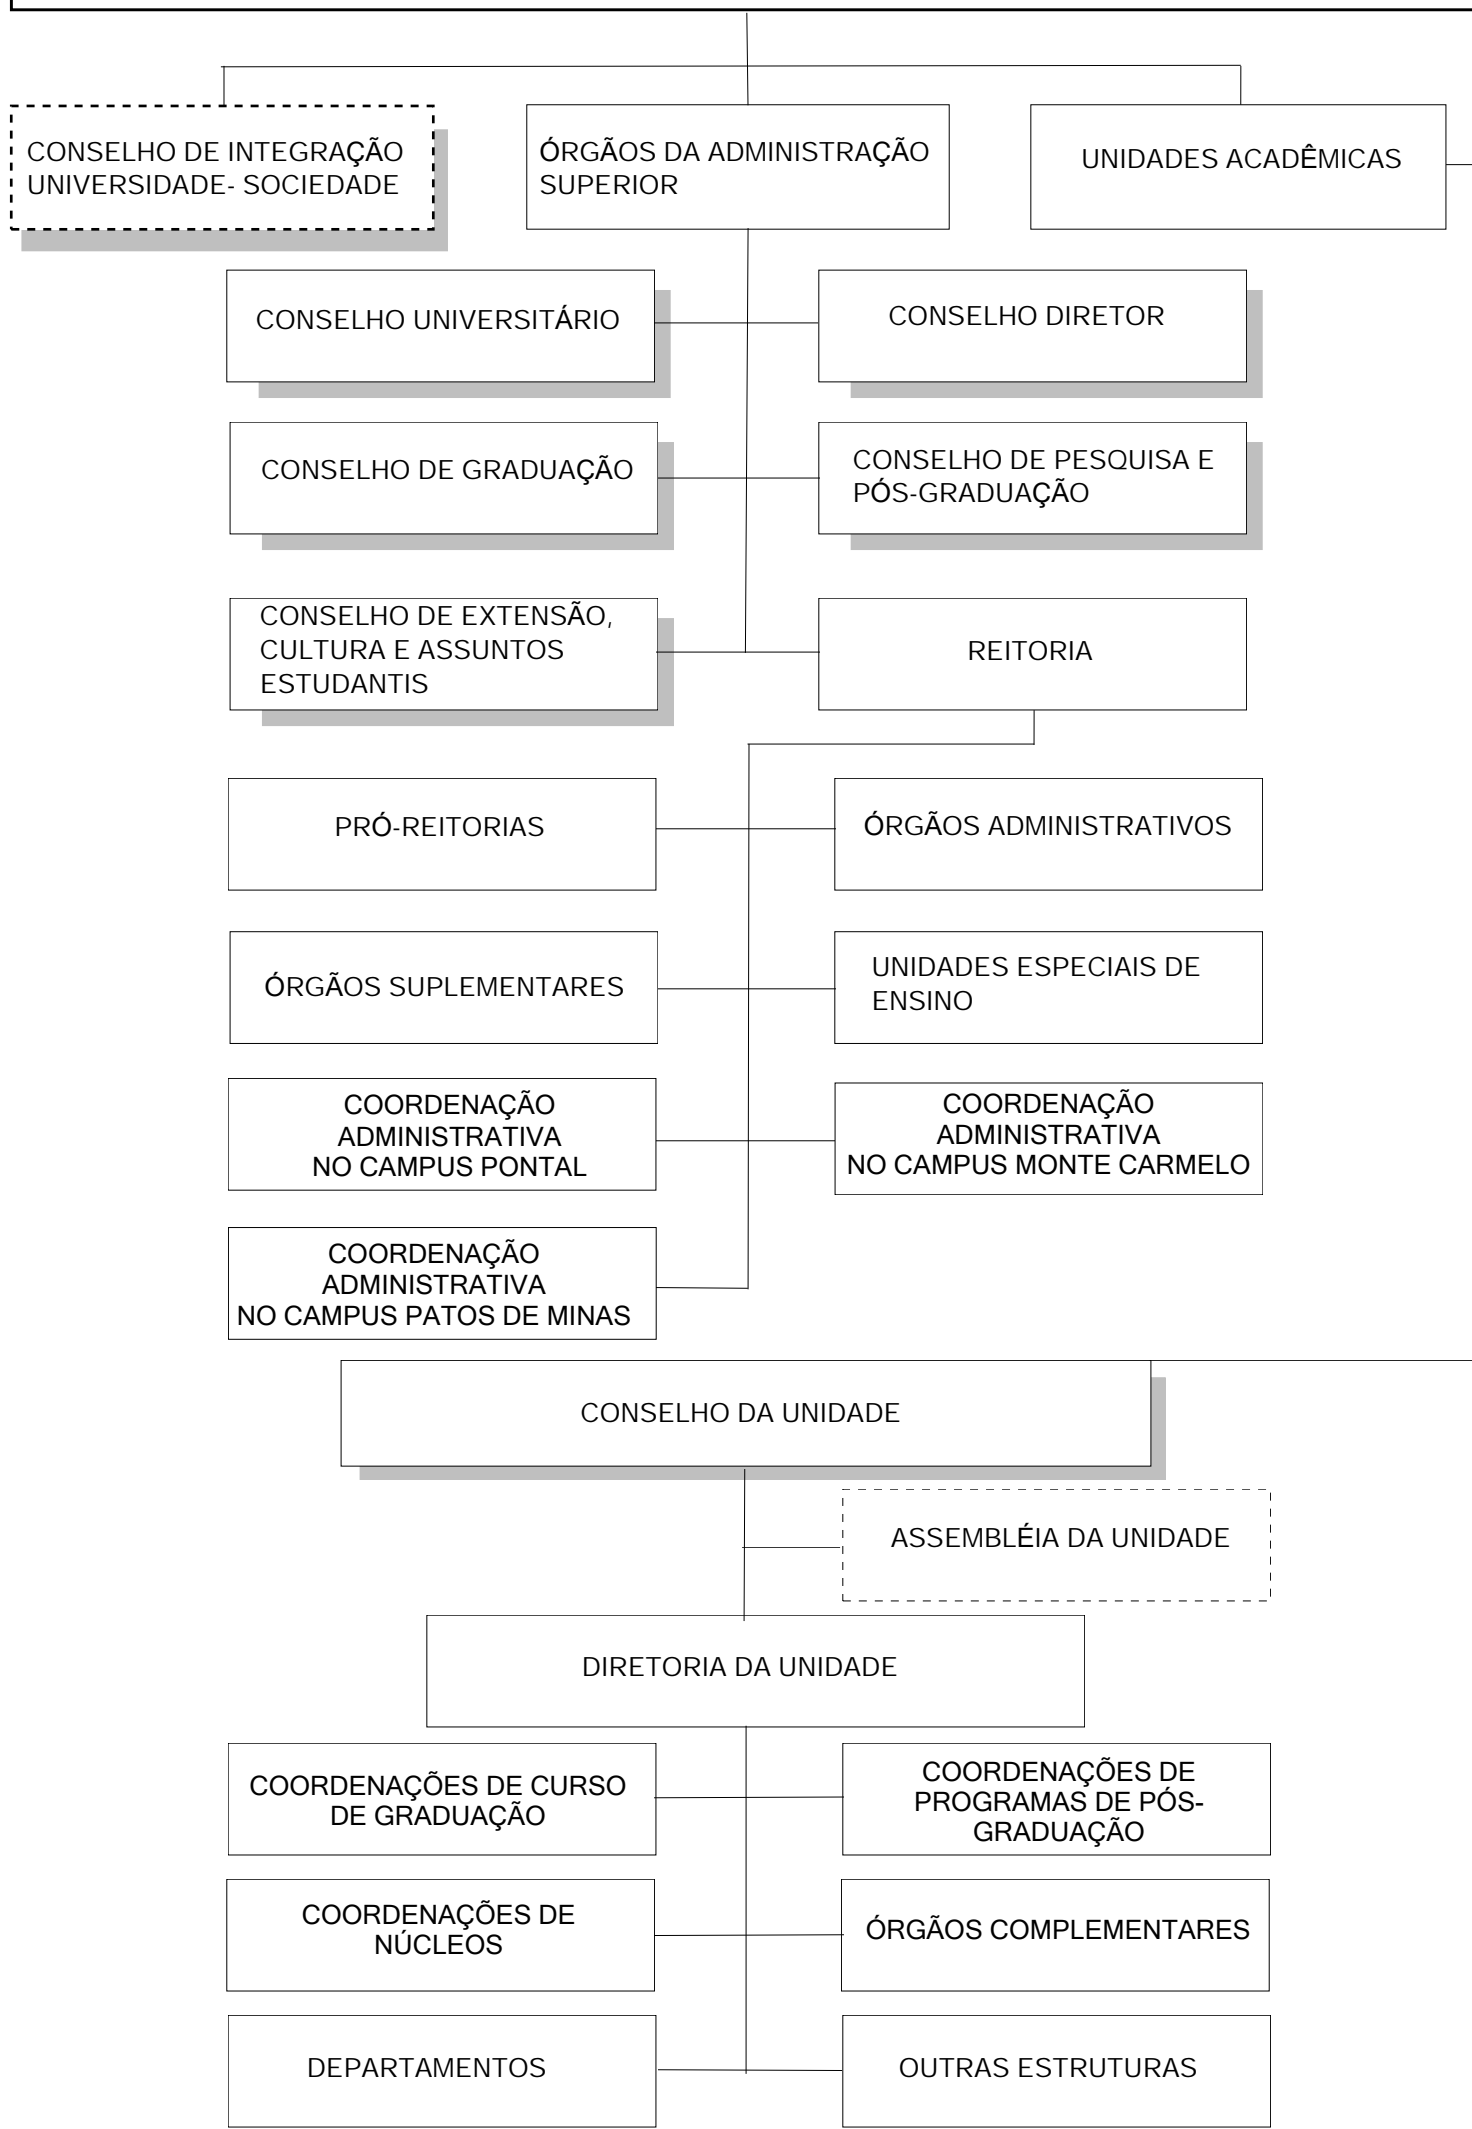 CONSELHO DE INTEGRAÇÃO
UNIVERSIDADE- SOCIEDADE
ÓRGÃOS DA ADMINISTRAÇÃO
SUPERIOR
UNIDADES ACADÊMICAS
CONSELHO UNIVERSITÁRIO
CONSELHO DIRETOR
CONSELHO DE GRADUAÇÃO
CONSELHO DE PESQUISA E
PÓS-GRADUAÇÃO
CONSELHO DE EXTENSÃO,
CULTURA E ASSUNTOS
ESTUDANTIS
REITORIA
PRÓ-REITORIAS
ÓRGÃOS ADMINISTRATIVOS
ÓRGÃOS SUPLEMENTARES
UNIDADES ESPECIAIS DE
ENSINO
COORDENAÇÃO
ADMINISTRATIVA
NO CAMPUS PONTAL
COORDENAÇÃO
ADMINISTRATIVA
NO CAMPUS MONTE CARMELO
COORDENAÇÃO
ADMINISTRATIVA
NO CAMPUS PATOS DE MINAS
CONSELHO DA UNIDADE
ASSEMBLÉIA DA UNIDADE
DIRETORIA DA UNIDADE
COORDENAÇÕES DE CURSO
DE GRADUAÇÃO
COORDENAÇÕES DE
PROGRAMAS DE PÓS-
GRADUAÇÃO
COORDENAÇÕES DE
NÚCLEOS
ÓRGÃOS COMPLEMENTARES
DEPARTAMENTOS
OUTRAS ESTRUTURAS